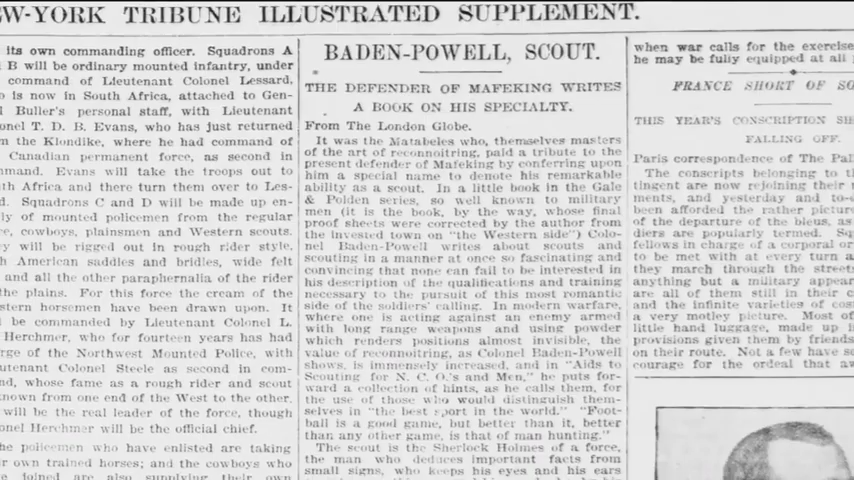 W-YORK TRIBUNE ILLUSTRATED SUPPLEMENT.
its own commanding officer. Squadrons A
B will be ordinary mounted infantry, under
command of Lieutenant Colonel Lessard,
o is now in South Africa, attached to Gen-
l Buller's personal staff, with Lieutenant
onel T. D. B. Evans, who has just returned
m the Klondike, where he had command of
Canadian permanent force, as second in
mmand. Evans will take the troops out to
th Africa and there turn them over to Les-
d. Squadrons C and D will be made up en-
ly of mounted policemen from the regular
ce, cowboys, plainsmen and Western scouts.
ey will be rigged out in rough rider style,
h American saddles and bridles, wide felt
and all the other paraphernalia of the rider
the plains. For this force the cream of the
stern horsemen have been drawn upon. It
l be commanded by Lieutenant Colonel L.
Herchmer, who for fourteen years has had
rge of the Northwest Mounted Police, with
utenant Colonel Steele as second in com-
nd, whose fame as a rough rider and scout
known from one end of the West to the other.
will be the real leader of the force, though
onel Herchmer will be the official chief.
he policemen who have enlisted are taking
r own trained horses; and the cowboys who
e joined are also supplying their own
BADEN-POWELL, SCOUT.
THE DEFENDER OF MAFEKING WRITES
A BOOK ON HIS SPECIALTY.
From The London Globe.
It was the Matabeles who, themselves masters
of the art of reconnoitring, paid a tribute to the
present defender of Mafeking by conferring upon
him a special name to denote his remarkable
ability as a scout. In a little book in the Gale
& Polden series, so well known to military
men (it is the book, by the way, whose final
proof sheets were corrected by the author from
the invested town on "the Western side") Colo-
nel Baden-Powell writes about scouts and
scouting in a manner at once so fascinating and
convincing that none can fail to be interested in
his description of the qualifications and training
necessary to the pursuit of this most romantic
side of the soldiers' calling. In modern warfare,
where one is acting against an enemy armed
with long range weapons and using powder
which renders positions almost invisible, the
value of reconnoitring, as Colonel Baden-Powell
shows, is immensely increased, and in "Aids to
Scouting for N. C. O.'s and Men," he puts for-
ward a collection of hints, as he calls them, for
the use of those who would distinguish them-
selves in "the best sport in the world." "Foot-
ball is a good game, but better than it, better
than any other game, is that of man hunting."
The scout is the Sherlock Holmes of a force,
the man who deduces important facts from
small signs, who keeps his eyes and his ears
when war calls for the exercise
he may be fully equipped at all
FRANCE SHORT OF SO
THIS YEAR'S CONSCRIPTION SH
FALLING OFF.
Paris correspondence of The Pal
The conscripts belonging to t
tingent are now rejoining their
ments, and yesterday and to-d
been afforded the rather pictur
of the departure of the bleus, as
diers are popularly termed. Sq
fellows in charge of a corporal or
to be met with at every turn a
they march through the streets
anything but a military appear
are all of them still in their c
and the infinite varieties of cos
a very motley picture. Most of
little hand luggage, made up i
provisions given them by friends
on their route. Not a few have s
courage for the ordeal that aw